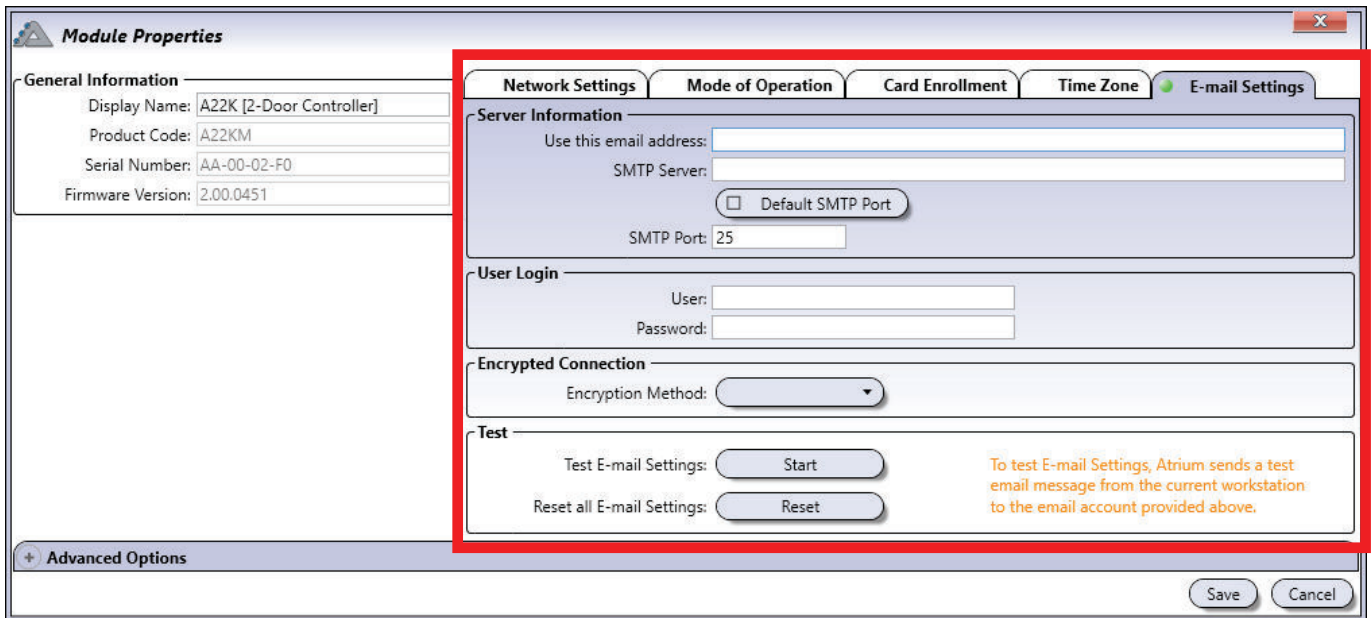 Module Properties
X
General Information
Display Name: A22K [2-Door Controller]
Product Code: A22KM
Serial Number: AA-00-02-F0
Firmware Version: 2.00.0451
Network Settings Mode of Operation Card Enrollment Time Zone E-mail Settings
Server Information
Use this email address:
SMTP Server:
Default SMTP Port
SMTP Port: 25
User Login
User:
Password:
Encrypted Connection
Encryption Method:
Test
Test E-mail Settings: Start
Reset all E-mail Settings: Reset
To test E-mail Settings, Atrium sends a test
email message from the current workstation
to the email account provided above.
+ Advanced Options
Save Cancel